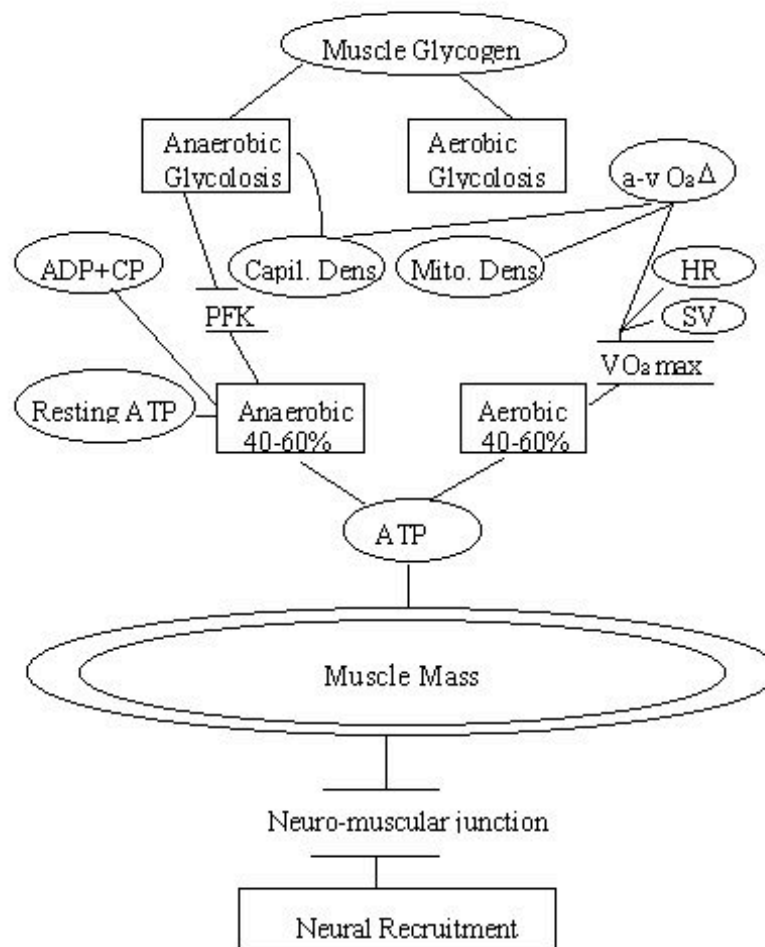 Muscle Glycogen
Anaerobic
Glycolosis
Aerobic
Glycolosis
a-v O₂ Δ
ADP+CP
Capil. Dens.
Mito. Dens.
HR
PFK
SV
VO₂ max
Resting ATP
Anaerobic
40-60%
Aerobic
40-60%
ATP
Muscle Mass
Neuro-muscular junction
Neural Recruitment